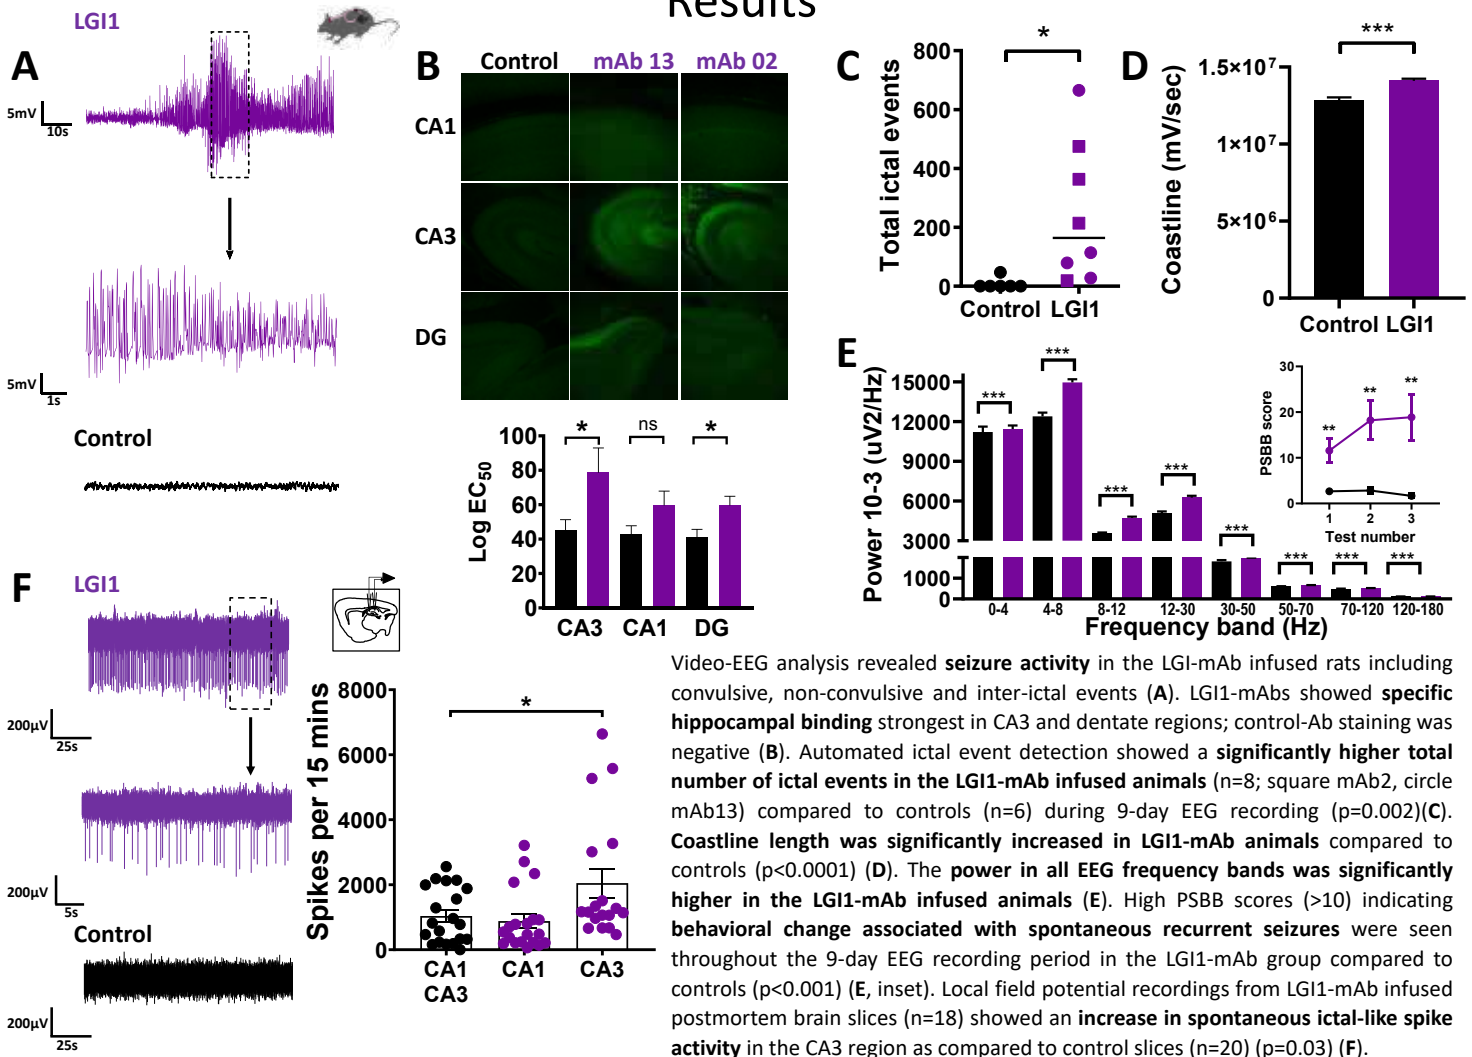 Results
LGI1
A
5mV
10s
5mV
1s
Control
B
Control mAb 13 mAb 02
CA1
CA3
DG
100
80
60
40
20
0
Log EC50
* ns *
CA3 CA1 DG
C
*
800
600
400
200
0
Total ictal events
Control LGI1
D
***
1.5×10⁷
1×10⁷
5×10⁶
0
Coastline (mV/sec)
Control LGI1
E
Power 10-3 (uV2/Hz)
15000
12000
9000
6000
3000
1000
0
*** *** *** *** *** *** *** ***
0-4 4-8 8-12 12-30 30-50 50-70 70-120 120-180
Frequency band (Hz)
30
20
10
0
PSBB score
** ** **
1 2 3
Test number
F
LGI1
200µV
25s
200µV
5s
Control
200µV
25s
Spikes per 15 mins
8000
6000
4000
2000
0
*
CA1 CA1 CA3
CA3
Video-EEG analysis revealed seizure activity in the LGI-mAb infused rats including
convulsive, non-convulsive and inter-ictal events (A). LGI1-mAbs showed specific
hippocampal binding strongest in CA3 and dentate regions; control-Ab staining was
negative (B). Automated ictal event detection showed a significantly higher total
number of ictal events in the LGI1-mAb infused animals (n=8; square mAb2, circle
mAb13) compared to controls (n=6) during 9-day EEG recording (p=0.002)(C).
Coastline length was significantly increased in LGI1-mAb animals compared to
controls (p<0.0001) (D). The power in all EEG frequency bands was significantly
higher in the LGI1-mAb infused animals (E). High PSBB scores (>10) indicating
behavioral change associated with spontaneous recurrent seizures were seen
throughout the 9-day EEG recording period in the LGI1-mAb group compared to
controls (p<0.001) (E, inset). Local field potential recordings from LGI1-mAb infused
postmortem brain slices (n=18) showed an increase in spontaneous ictal-like spike
activity in the CA3 region as compared to control slices (n=20) (p=0.03) (F).